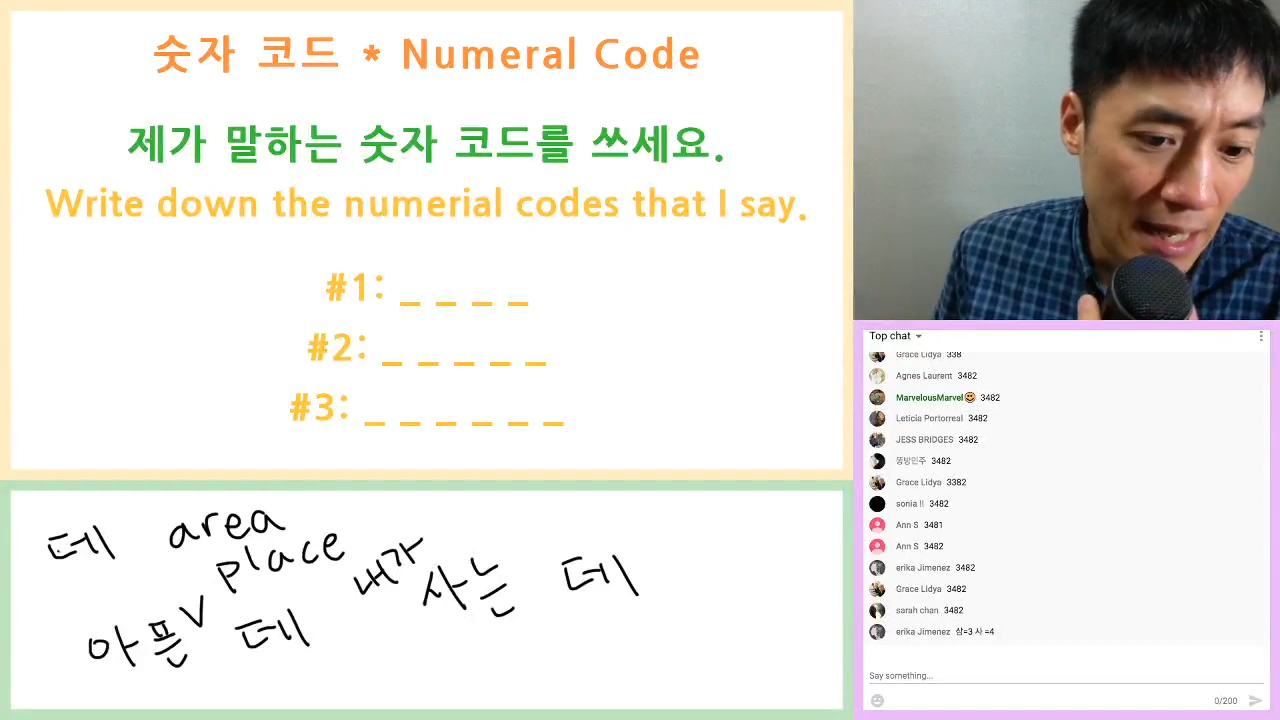 숫자 코드 * Numeral Code
제가 말하는 숫자 코드를 쓰세요.
Write down the numerial codes that I say.
#1: _ _ _ _
#2: _ _ _ _ _
#3: _ _ _ _ _ _
데 area
place 내가 사는 데
아픈 데
Top chat
Grace Lidya 338
Agnes Laurent 3482
MarvelousMarvel 3482
Leticia Portorreal 3482
JESS BRIDGES 3482
똥방민주 3482
Grace Lidya 3382
sonia !! 3482
Ann S 3481
Ann S 3482
erika Jimenez 3482
Grace Lidya 3482
sarah chan 3482
erika Jimenez 삼=3 사 =4
Say something...
0/200